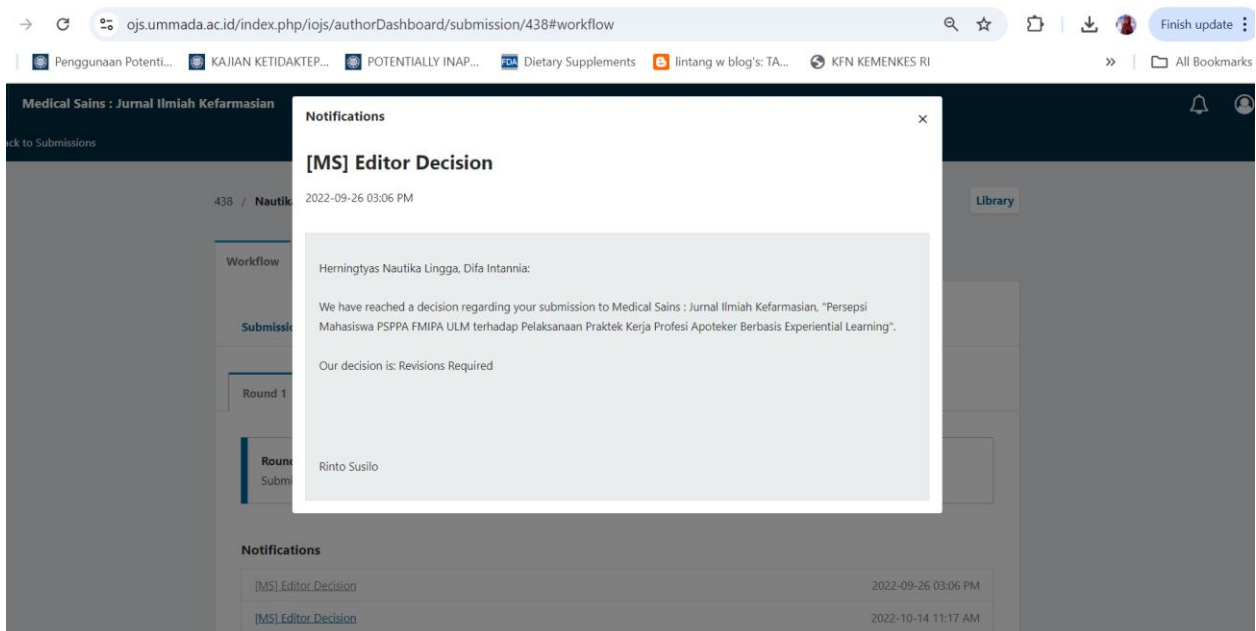 ojs.ummada.ac.id/index.php/iojs/authorDashboard/submission/438#workflow
Finish update
Penggunaan Potenti... KAJIAN KETIDAKTEP... POTENTIALLY INAP... FDA Dietary Supplements lintang w blog's: TA... KFN KEMENKES RI » All Bookmarks
Medical Sains : Jurnal Ilmiah Kefarmasian
ack to Submissions
Notifications ×
[MS] Editor Decision
2022-09-26 03:06 PM
438 / Nautik
Library
Workflow
Herningtyas Nautika Lingga, Difa Intannia:
We have reached a decision regarding your submission to Medical Sains : Jurnal Ilmiah Kefarmasian, "Persepsi
Mahasiswa PSPPA FMIPA ULM terhadap Pelaksanaan Praktek Kerja Profesi Apoteker Berbasis Experiential Learning".
Submissio
Our decision is: Revisions Required
Round 1
Round
Submi
Rinto Susilo
Notifications
[MS] Editor Decision 2022-09-26 03:06 PM
[MS] Editor Decision 2022-10-14 11:17 AM